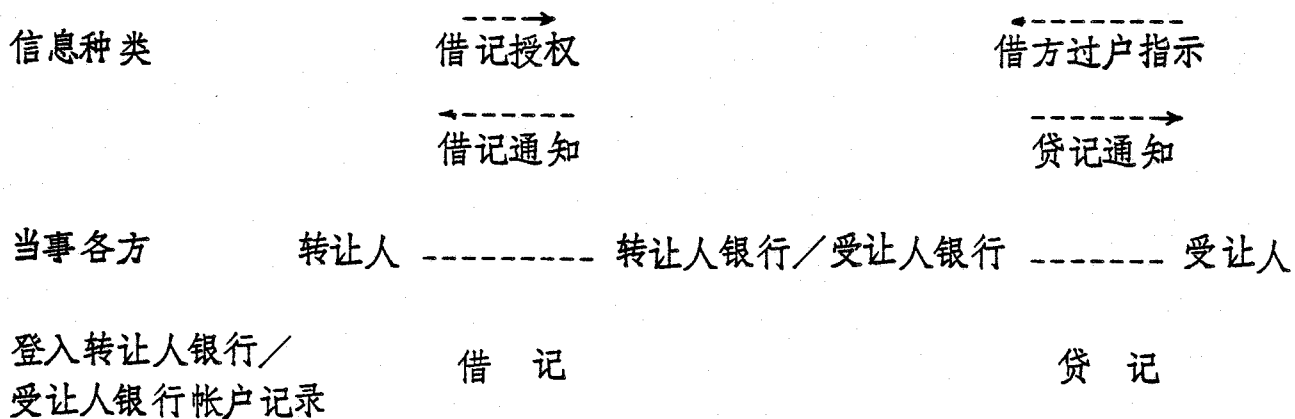 信息种类 借记授权 借方过户指示
借记通知 贷记通知
当事各方 转让人 --------- 转让人银行／受让人银行 ------- 受让人
登入转让人银行／
受让人银行帐户记录 借 记 贷 记